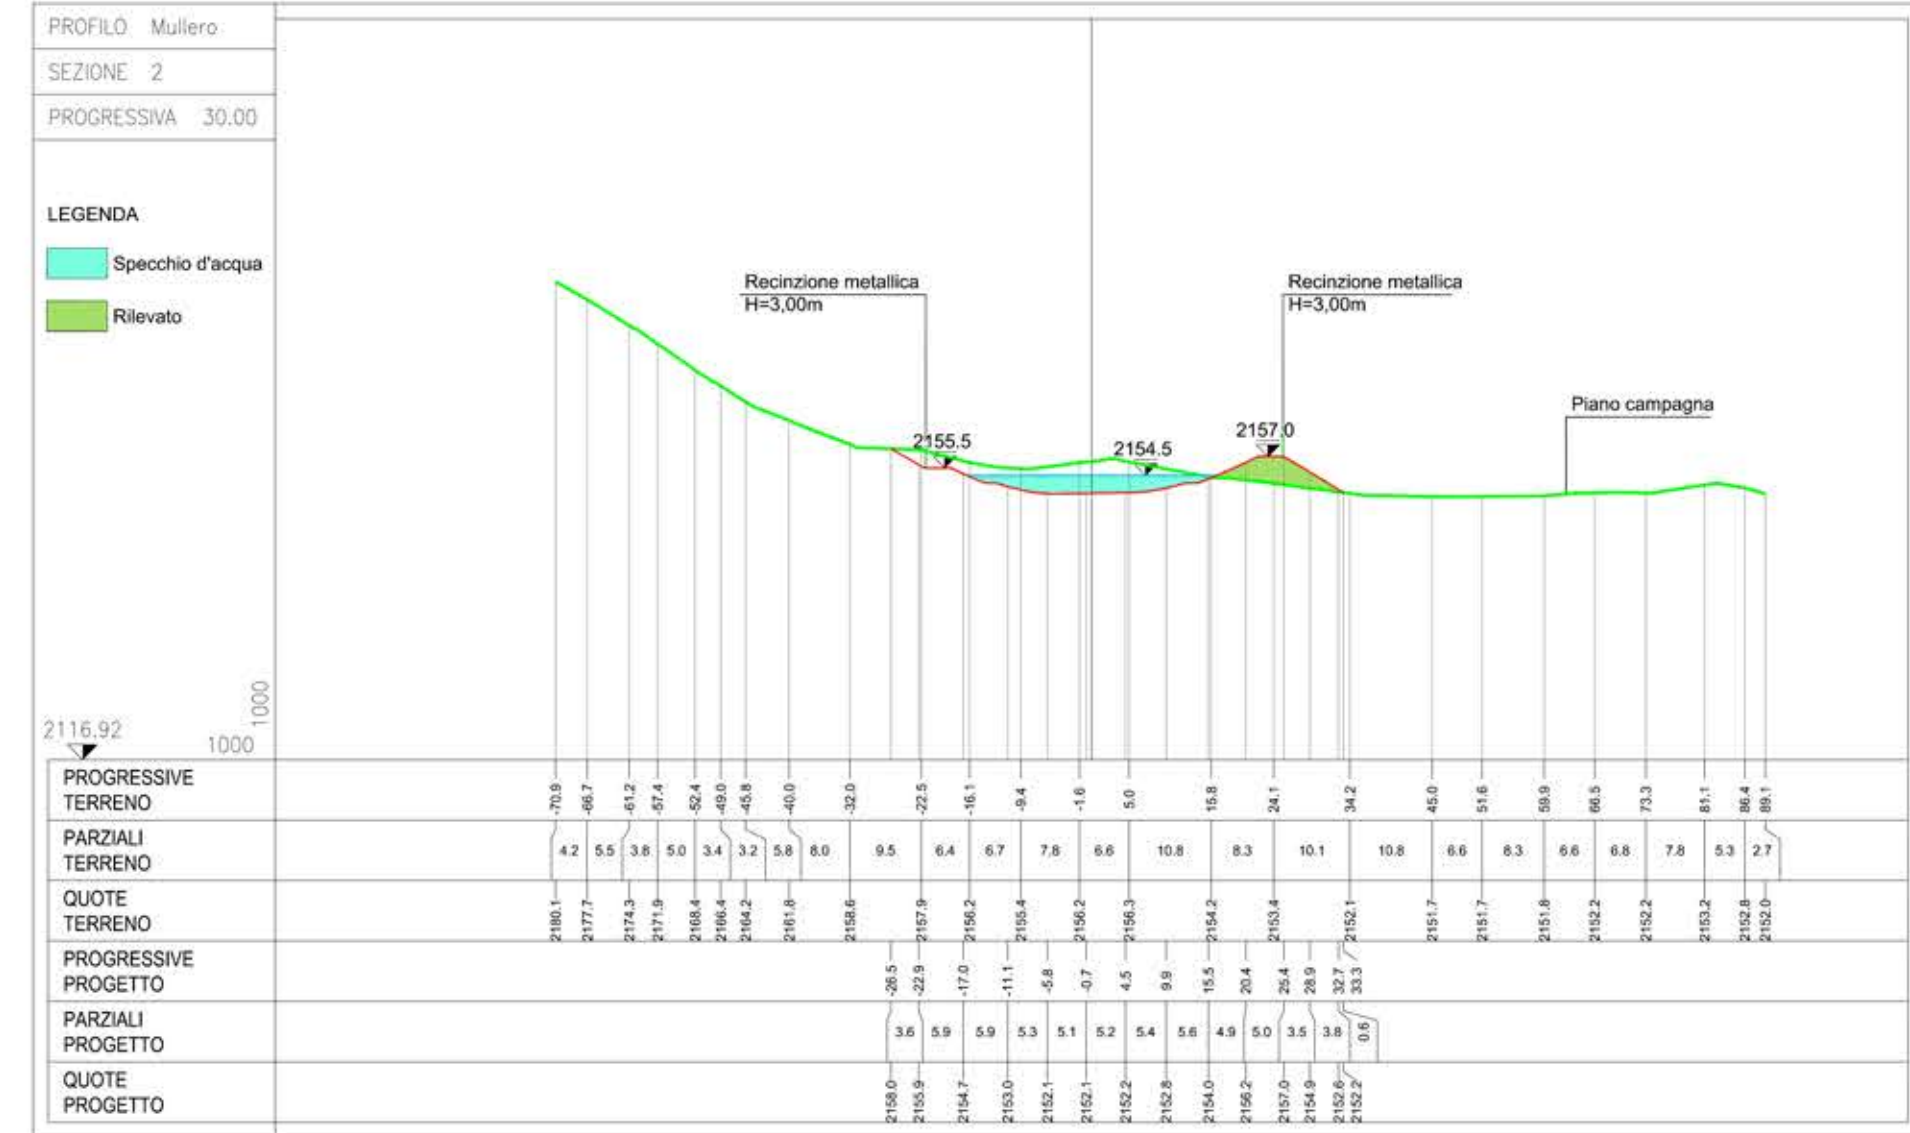 PROFILO Mullero
SEZIONE 2
PROGRESSIVA 30.00
LEGENDA
Specchio d'acqua
Rilevato
Recinzione metallica
H=3,00m
Recinzione metallica
H=3,00m
Piano campagna
2155.5
2154.5
2157.0
2116.92
1000
1000
PROGRESSIVE
TERRENO
-70.9 -66.7 -61.2 -57.4 -52.4 -49.0 -45.8 -40.0 -32.0 -22.5 -16.1 -9.4 -1.6 5.0 15.8 24.1 34.2 45.0 51.6 59.9 66.5 73.3 81.1 86.4 89.1
PARZIALI
TERRENO
4.2 5.5 3.8 5.0 3.4 3.2 5.8 8.0 9.5 6.4 6.7 7.8 6.6 10.8 8.3 10.1 10.8 6.6 8.3 6.6 6.8 7.8 5.3 2.7
QUOTE
TERRENO
2180.1 2177.7 2174.3 2171.9 2168.4 2166.4 2164.2 2161.8 2158.6 2157.9 2156.2 2155.4 2156.2 2156.3 2154.2 2153.4 2152.1 2151.7 2151.7 2151.8 2152.2 2152.2 2153.2 2152.8 2152.0
PROGRESSIVE
PROGETTO
-26.5 -22.9 -17.0 -11.1 -5.8 -0.7 4.5 9.9 15.5 20.4 25.4 28.9 32.7 33.3
PARZIALI
PROGETTO
3.6 5.9 5.9 5.3 5.1 5.2 5.4 5.6 4.9 5.0 3.5 3.8 0.6
QUOTE
PROGETTO
2158.0 2155.9 2154.7 2153.0 2152.1 2152.1 2152.2 2152.8 2154.0 2156.2 2157.0 2154.9 2152.6 2152.2